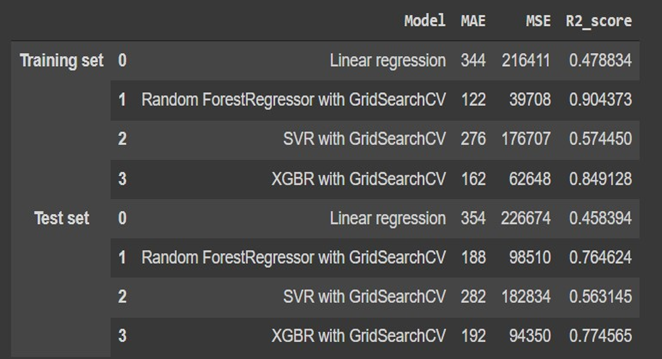 Model MAE MSE R2_score
Training set 0 Linear regression 344 216411 0.478834
1 Random ForestRegressor with GridSearchCV 122 39708 0.904373
2 SVR with GridSearchCV 276 176707 0.574450
3 XGBR with GridSearchCV 162 62648 0.849128
Test set 0 Linear regression 354 226674 0.458394
1 Random ForestRegressor with GridSearchCV 188 98510 0.764624
2 SVR with GridSearchCV 282 182834 0.563145
3 XGBR with GridSearchCV 192 94350 0.774565